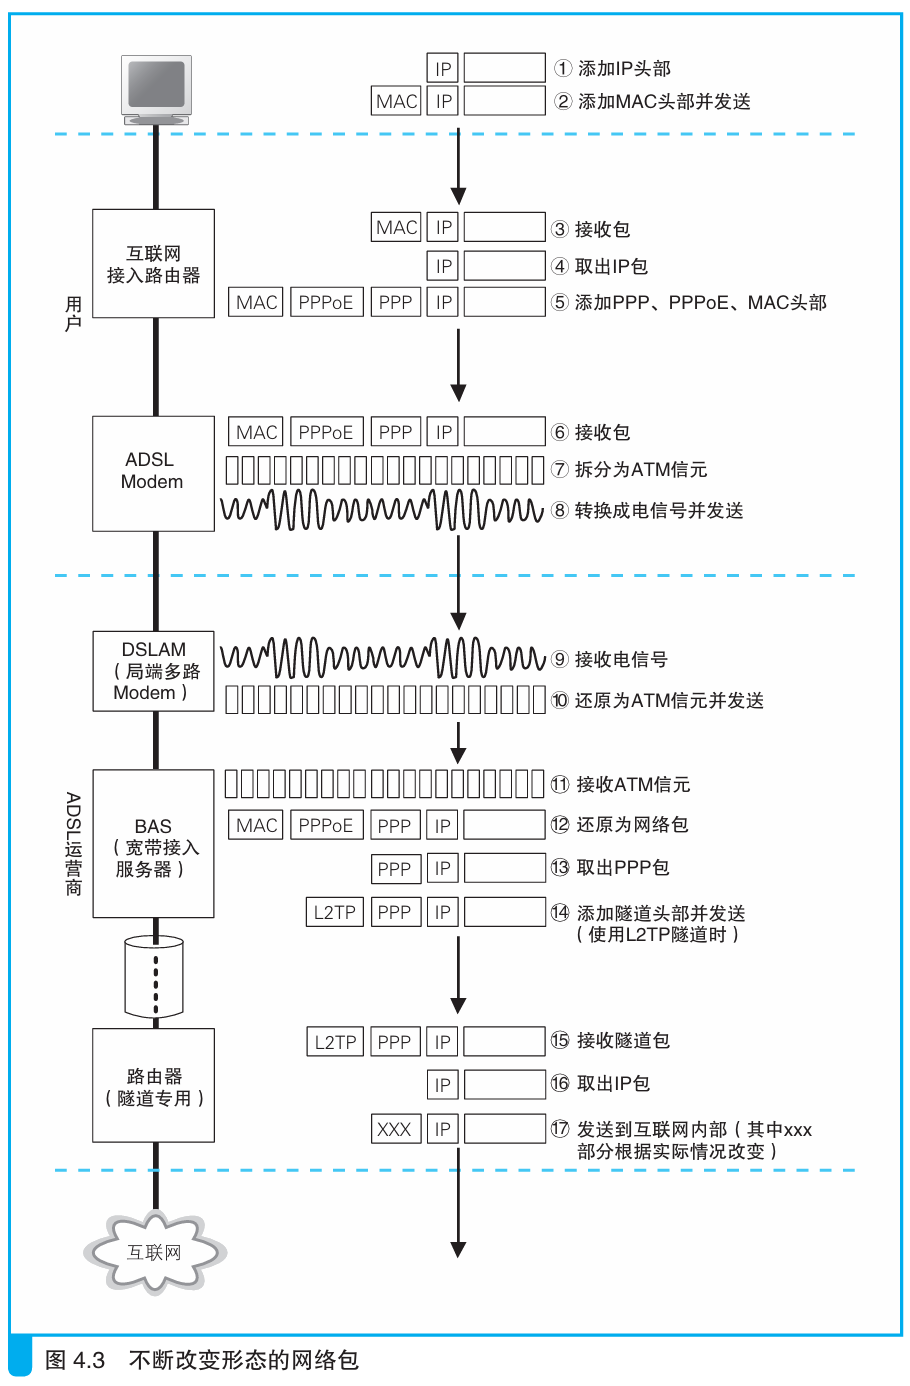 IP
① 添加IP头部
MAC IP
② 添加MAC头部并发送
用户
互联网
接入路由器
MAC IP
③ 接收包
IP
④ 取出IP包
MAC PPPoE PPP IP
⑤ 添加PPP、PPPoE、MAC头部
ADSL
Modem
MAC PPPoE PPP IP
⑥ 接收包
⑦ 拆分为ATM信元
⑧ 转换成电信号并发送
ADSL运营商
DSLAM
（局端多路
Modem）
⑨ 接收电信号
⑩ 还原为ATM信元并发送
BAS
（宽带接入
服务器）
⑪ 接收ATM信元
MAC PPPoE PPP IP
⑫ 还原为网络包
PPP IP
⑬ 取出PPP包
L2TP PPP IP
⑭ 添加隧道头部并发送
（使用L2TP隧道时）
路由器
（隧道专用）
L2TP PPP IP
⑮ 接收隧道包
IP
⑯ 取出IP包
XXX IP
⑰ 发送到互联网内部（其中xxx
部分根据实际情况改变）
互联网
图 4.3 不断改变形态的网络包